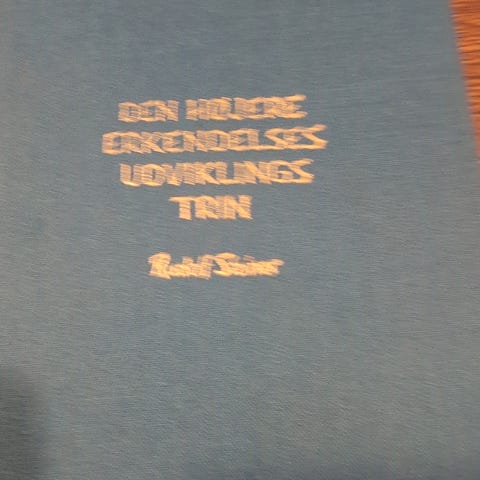 DEN HØJERE
ERKENDELSES
UDVIKLINGS
TRIN
Rudolf Steiner